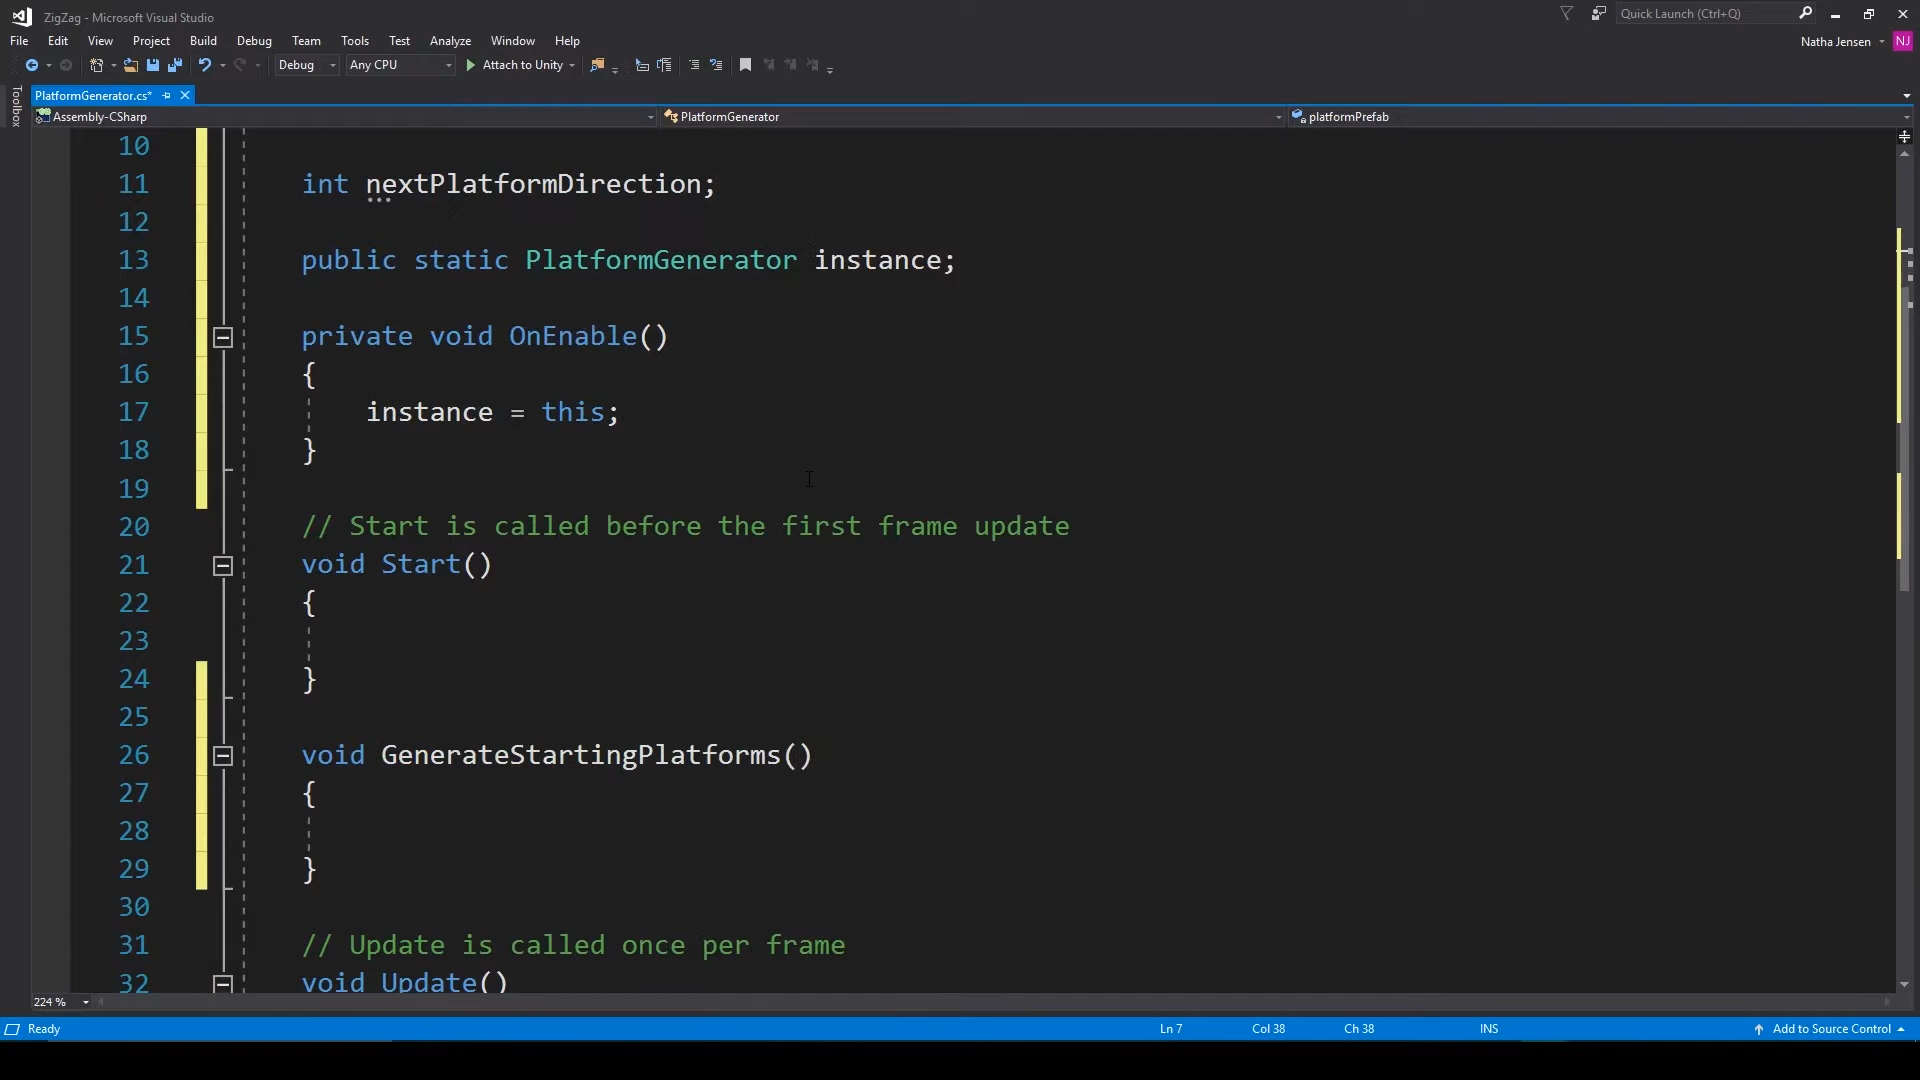 ZigZag - Microsoft Visual Studio
Quick Launch (Ctrl+Q)
File Edit View Project Build Debug Team Tools Test Analyze Window Help
Natha Jensen NJ
Debug Any CPU Attach to Unity
Toolbox
PlatformGenerator.cs*
Assembly-CSharp PlatformGenerator platformPrefab
10
11 int nextPlatformDirection;
12
13 public static PlatformGenerator instance;
14
15 private void OnEnable()
16 {
17 instance = this;
18 }
19
20 // Start is called before the first frame update
21 void Start()
22 {
23
24 }
25
26 void GenerateStartingPlatforms()
27 {
28
29 }
30
31 // Update is called once per frame
32 void Update()
224 %
Ready Ln 7 Col 38 Ch 38 INS Add to Source Control